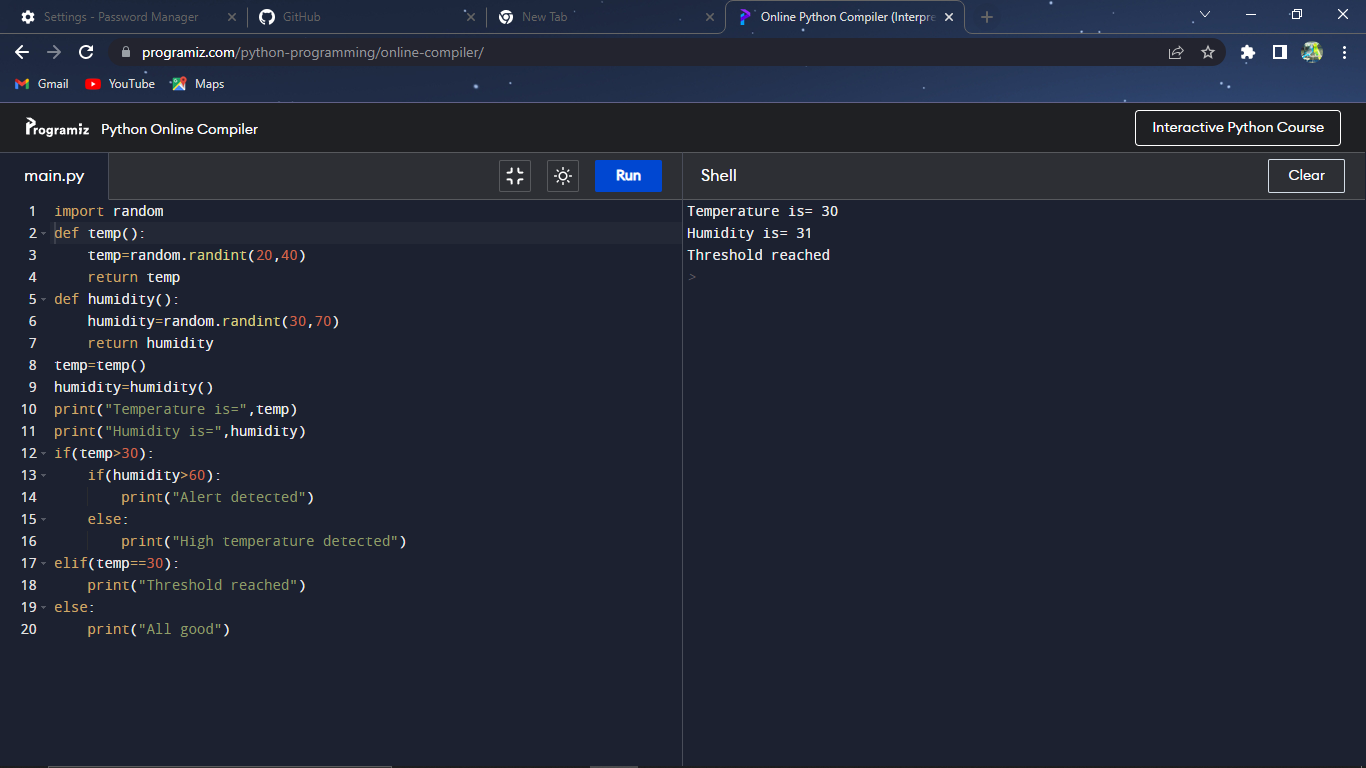 Settings - Password Manager
GitHub
New Tab
Online Python Compiler (Interpre
programiz.com/python-programming/online-compiler/
Gmail YouTube Maps
Programiz Python Online Compiler
Interactive Python Course
main.py
Run
Shell
Clear
1 import random
2 def temp():
3     temp=random.randint(20,40)
4     return temp
5 def humidity():
6     humidity=random.randint(30,70)
7     return humidity
8 temp=temp()
9 humidity=humidity()
10 print("Temperature is=",temp)
11 print("Humidity is=",humidity)
12 if(temp>30):
13     if(humidity>60):
14         print("Alert detected")
15     else:
16         print("High temperature detected")
17 elif(temp==30):
18     print("Threshold reached")
19 else:
20     print("All good")
Temperature is= 30
Humidity is= 31
Threshold reached
>